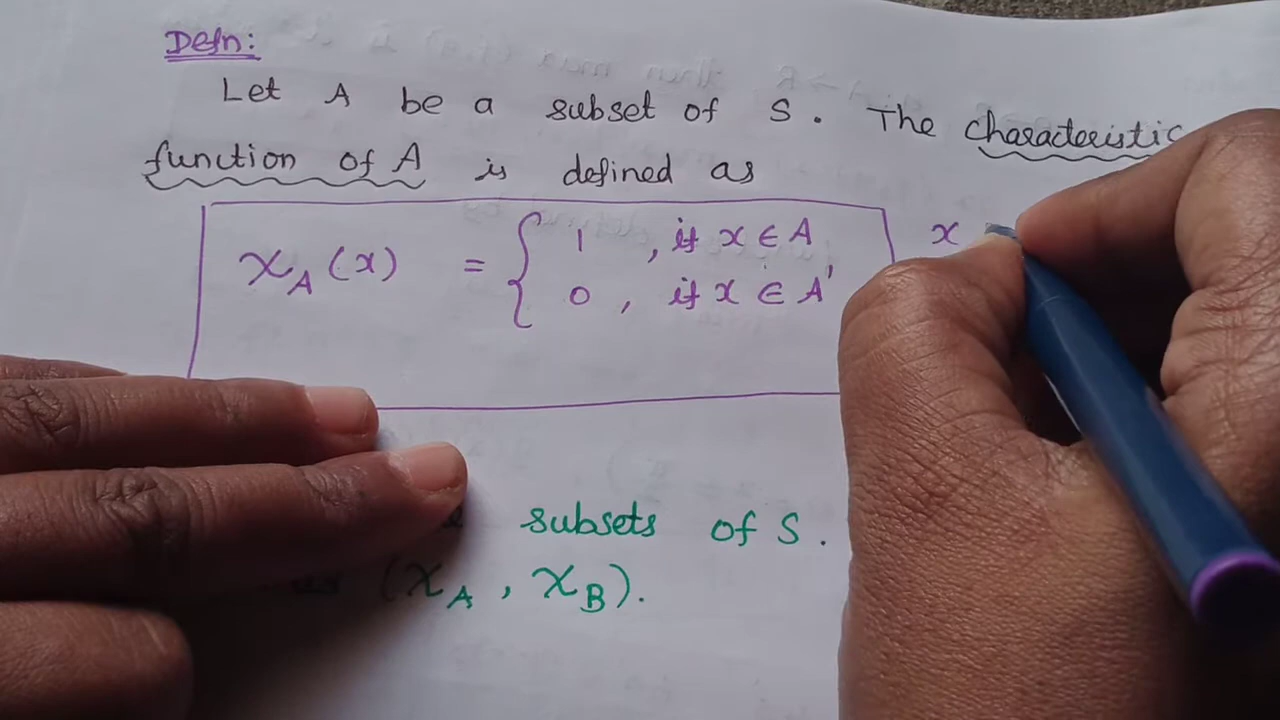 Defn:
Let A be a subset of S. The characteristic
function of A is defined as
χ_A (x) = { 1 , if x ∈ A
0 , if x ∈ A'
x
subsets of S.
(χ_A , χ_B).